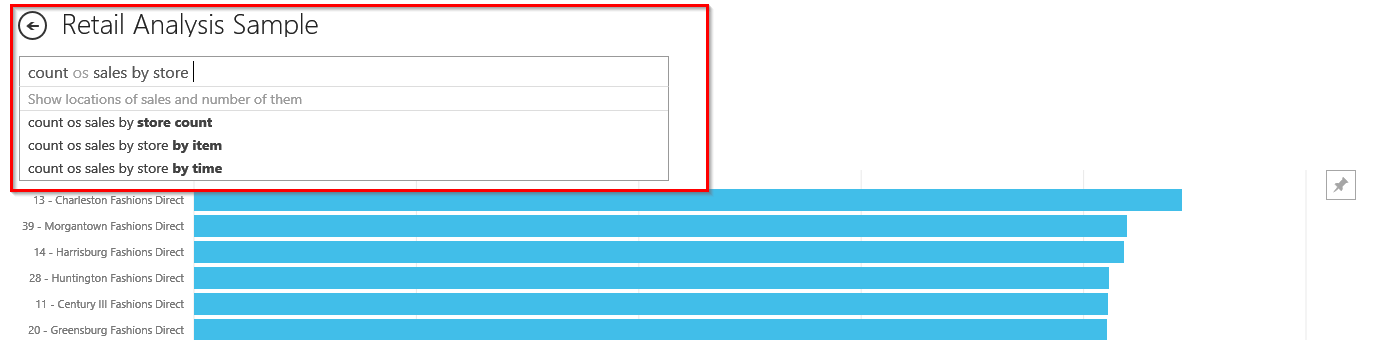 Retail Analysis Sample
count os sales by store
Show locations of sales and number of them
count os sales by store count
count os sales by store by item
count os sales by store by time
13 - Charleston Fashions Direct
39 - Morgantown Fashions Direct
14 - Harrisburg Fashions Direct
28 - Huntington Fashions Direct
11 - Century III Fashions Direct
20 - Greensburg Fashions Direct